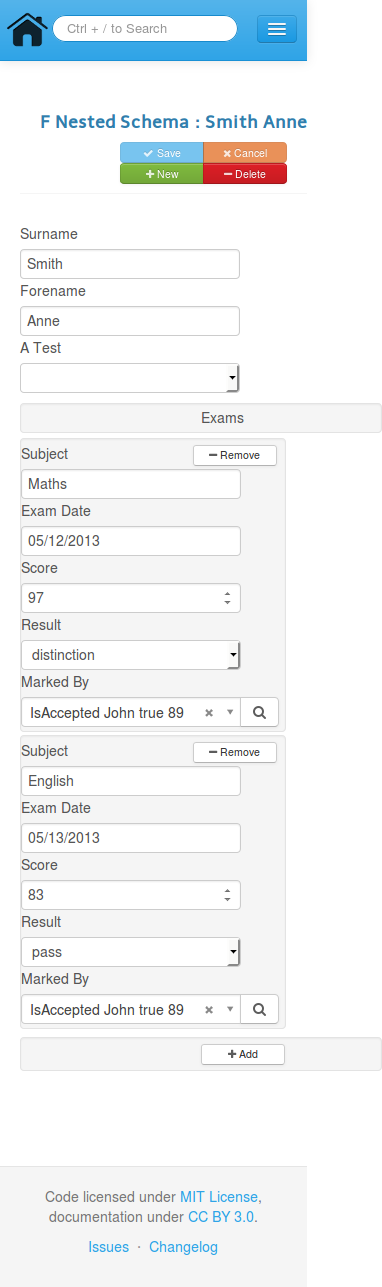 Ctrl + / to Search
F Nested Schema : Smith Anne
Save Cancel
New Delete
Surname
Smith
Forename
Anne
A Test
Exams
Subject Remove
Maths
Exam Date
05/12/2013
Score
97
Result
distinction
Marked By
IsAccepted John true 89
Subject Remove
English
Exam Date
05/13/2013
Score
83
Result
pass
Marked By
IsAccepted John true 89
Add
Code licensed under MIT License,
documentation under CC BY 3.0.
Issues · Changelog